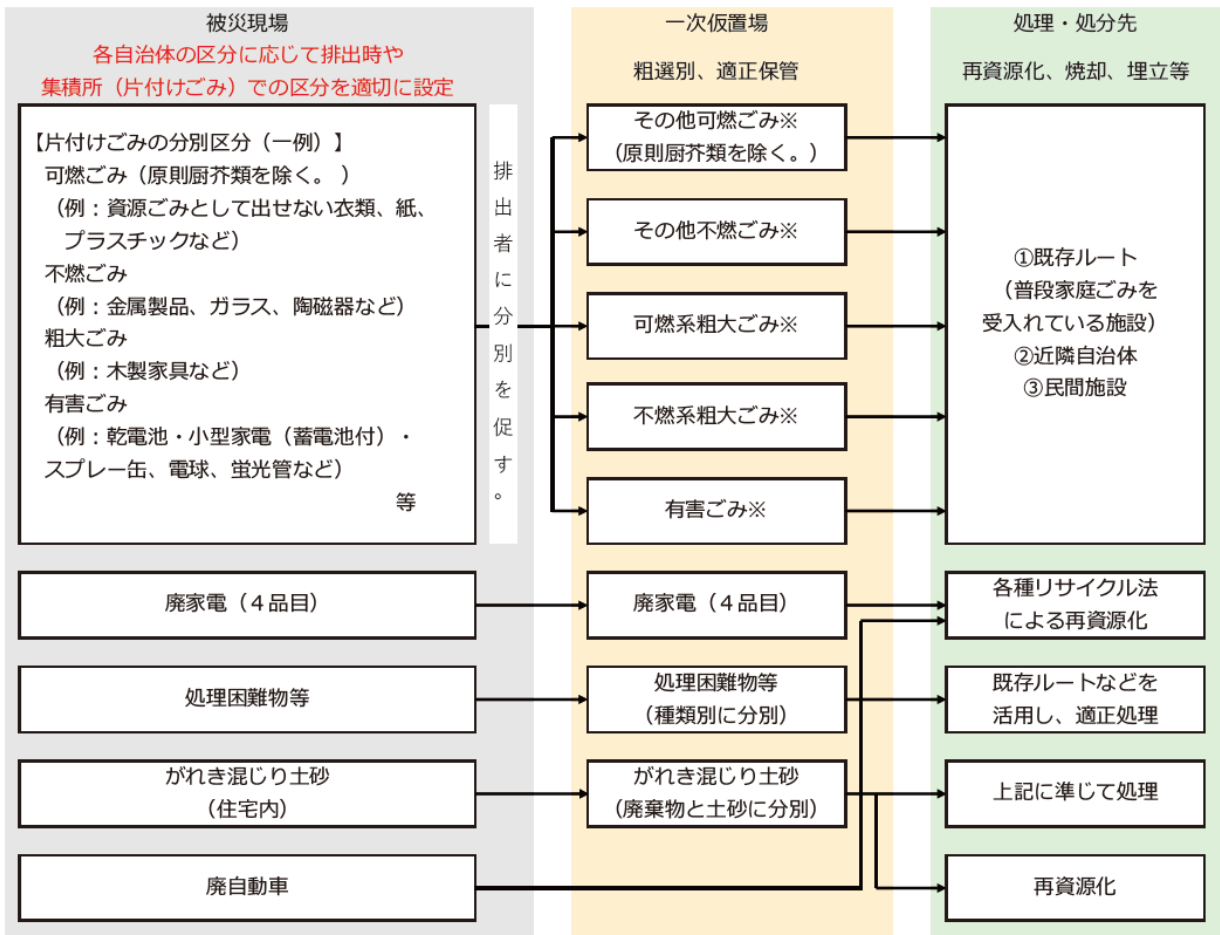 被災現場
各自治体の区分に応じて排出時や
集積所（片付けごみ）での区分を適切に設定
【片付けごみの分別区分（一例）】
可燃ごみ（原則厨芥類を除く。）
（例：資源ごみとして出せない衣類、紙、
プラスチックなど）
不燃ごみ
（例：金属製品、ガラス、陶磁器など）
粗大ごみ
（例：木製家具など）
有害ごみ
（例：乾電池・小型家電（蓄電池付）・
スプレー缶、電球、蛍光管など）
等
排出者に分別を促す。
廃家電（４品目）
処理困難物等
がれき混じり土砂
（住宅内）
廃自動車
一次仮置場
粗選別、適正保管
その他可燃ごみ※
（原則厨芥類を除く。）
その他不燃ごみ※
可燃系粗大ごみ※
不燃系粗大ごみ※
有害ごみ※
廃家電（４品目）
処理困難物等
（種類別に分別）
がれき混じり土砂
（廃棄物と土砂に分別）
処理・処分先
再資源化、焼却、埋立等
①既存ルート
（普段家庭ごみを
受入れている施設）
②近隣自治体
③民間施設
各種リサイクル法
による再資源化
既存ルートなどを
活用し、適正処理
上記に準じて処理
再資源化